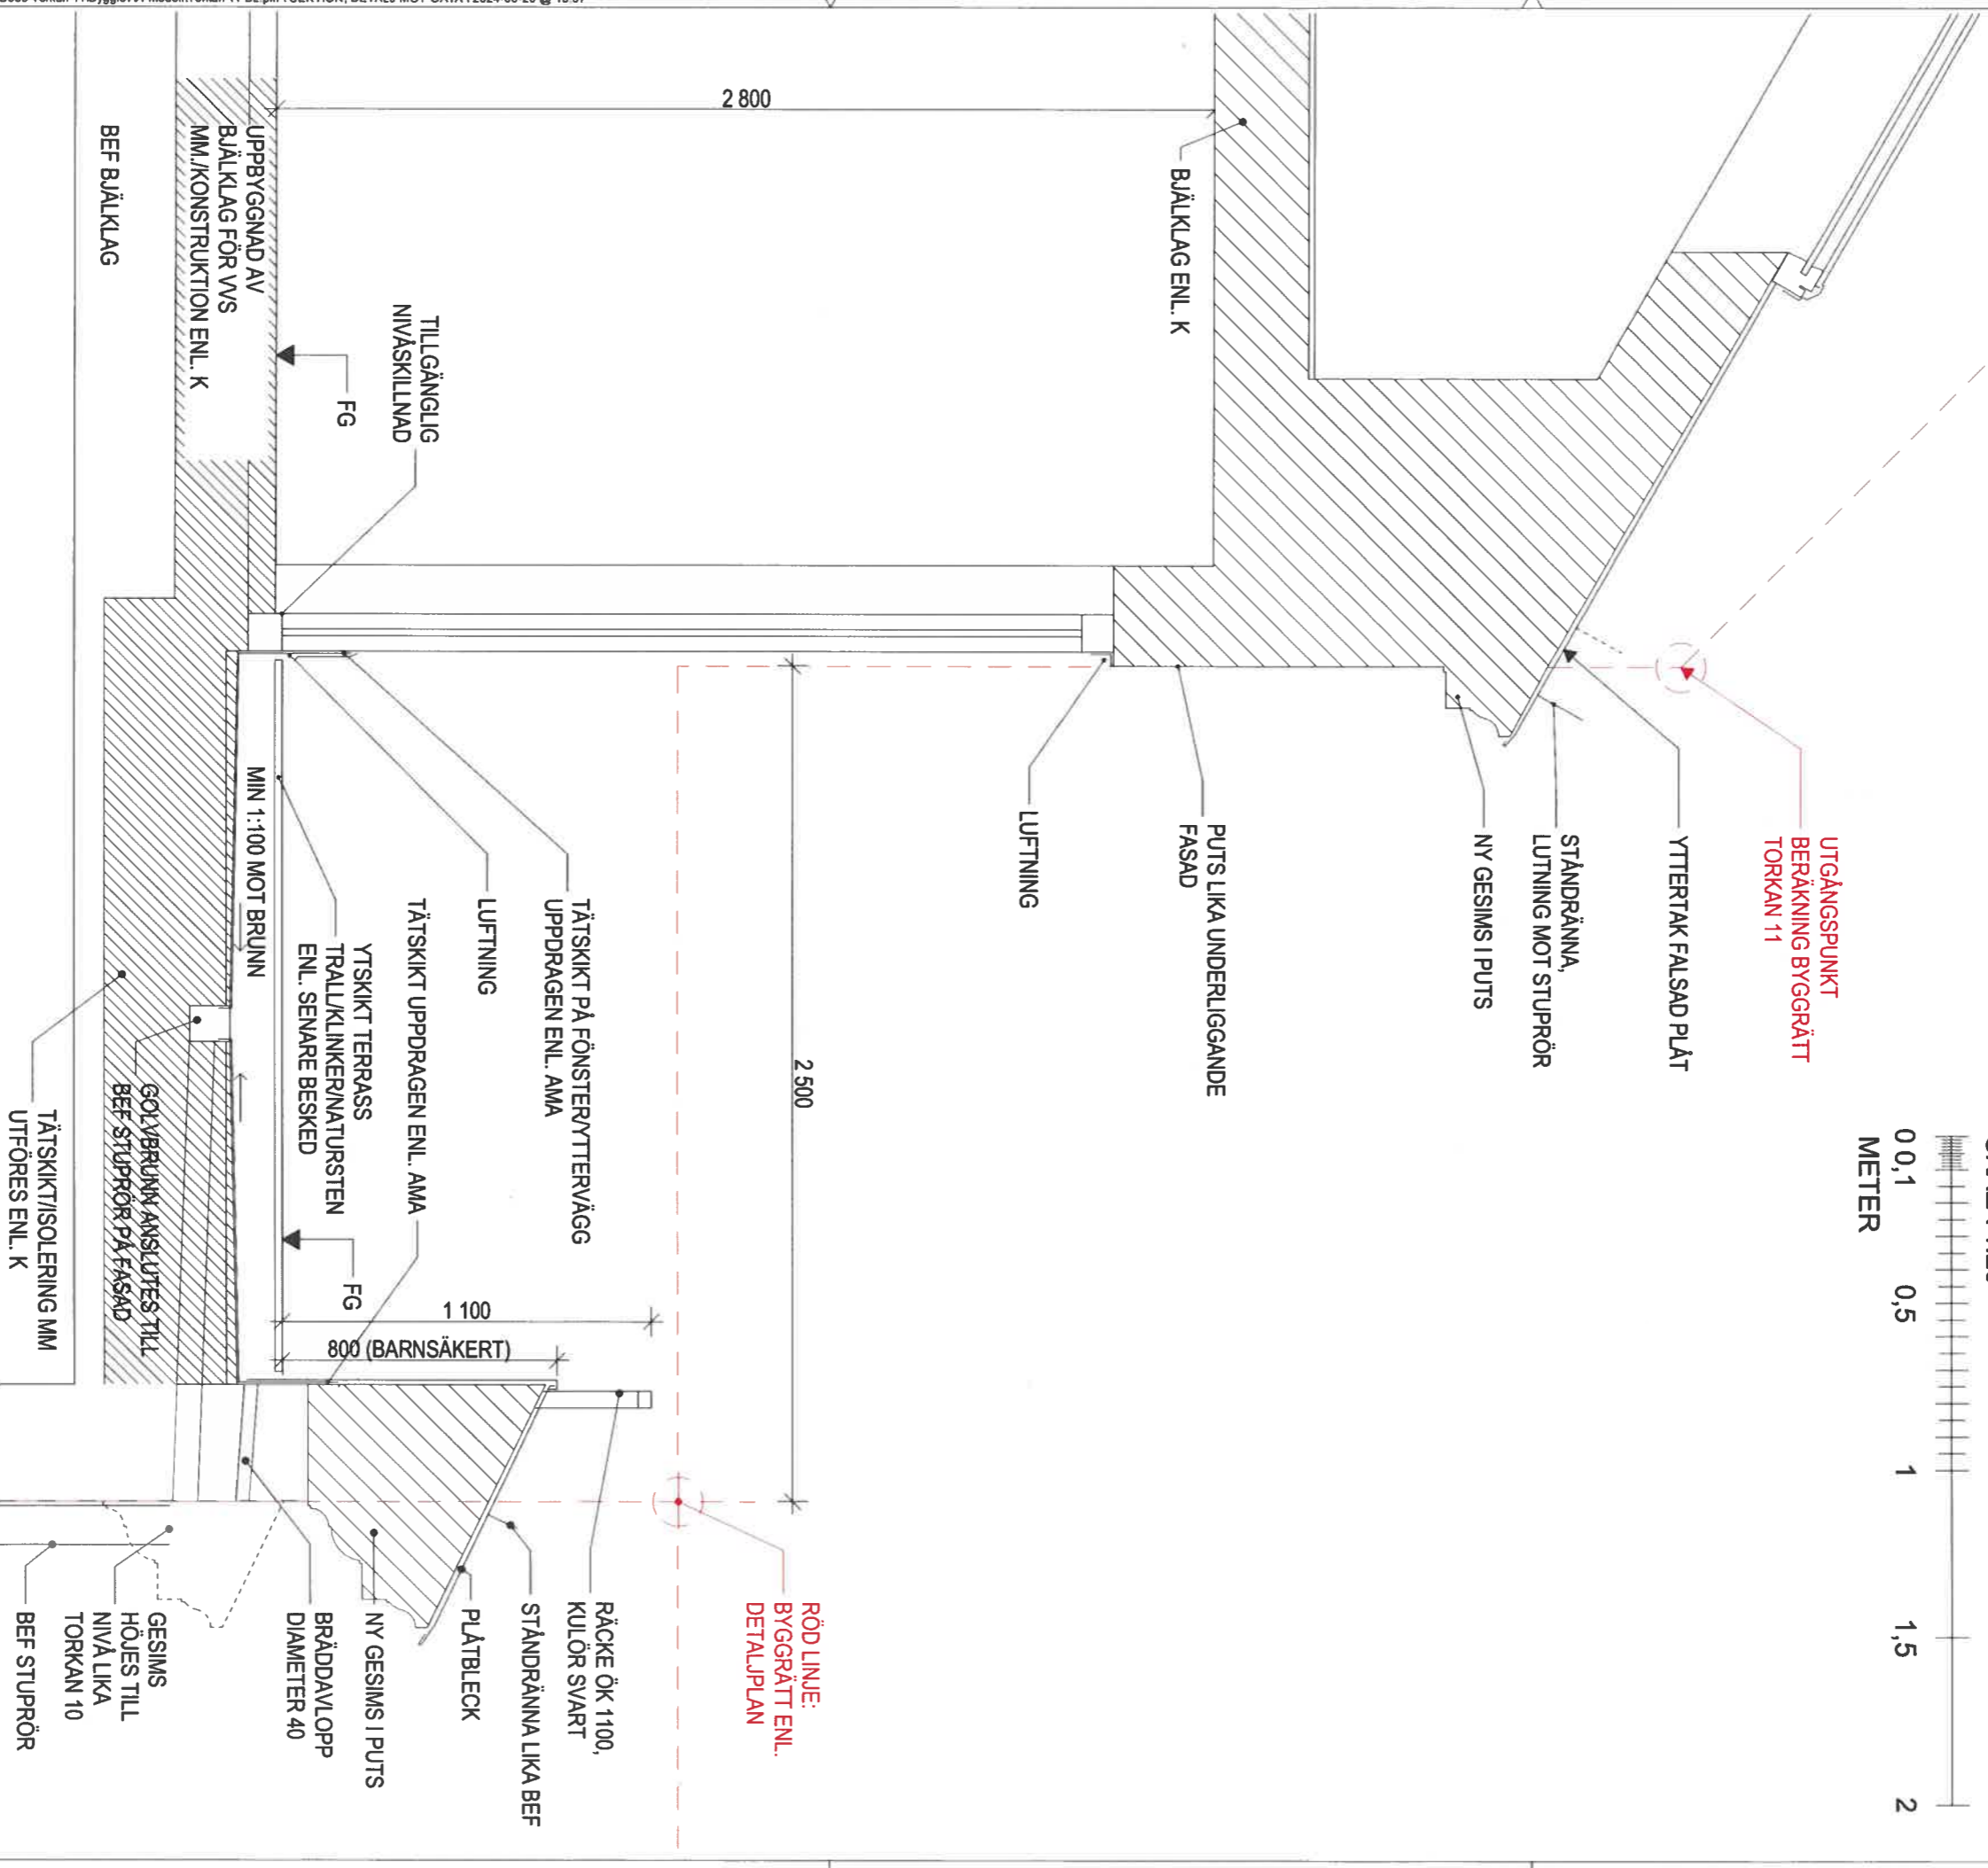 0 0,1 0,5 1 1,5 2
METER
UTGÅNGSPUNKT
BERÄKNING BYGGRÄTT
TORKAN 11
YTTERTAK FALSAD PLÅT
STÅNDRÄNNA,
LUTNING MOT STUPRÖR
NY GESIMS I PUTS
PUTS LIKA UNDERLIGGANDE
FASAD
BJÄLKLAG ENL. K
LUFTNING
2 800
2 500
RÖD LINJE:
BYGGRÄTT ENL.
DETALJPLAN
RÄCKE ÖK 1100,
KULÖR SVART
STÅNDRÄNNA LIKA BEF
PLÅTBLECK
NY GESIMS I PUTS
BRÄDDAVLOPP
DIAMETER 40
GESIMS
HÖJES TILL
NIVÅ LIKA
TORKAN 10
BEF STUPRÖR
TÄTSKIKT PÅ FÖNSTER/YTTERVÄGG
UPPDRAGEN ENL. AMA
LUFTNING
TÄTSKIKT UPPDRAGEN ENL. AMA
YTSKIKT TERRASS
TRALL/KLINKER/NATURSTEN
ENL. SENARE BESKED
1 100
800 (BARNSÄKERT)
FG
MIN 1:100 MOT BRUNN
GOLVBRUNN ANSLUTES TILL
BEF STUPRÖR PÅ FASAD
TÄTSKIKT/ISOLERING MM
UTFÖRES ENL. K
TILLGÄNGLIG
NIVÅSKILLNAD
FG
UPPBYGGNAD AV
BJÄLKLAG FÖR VVS
MM./KONSTRUKTION ENL. K
BEF BJÄLKLAG